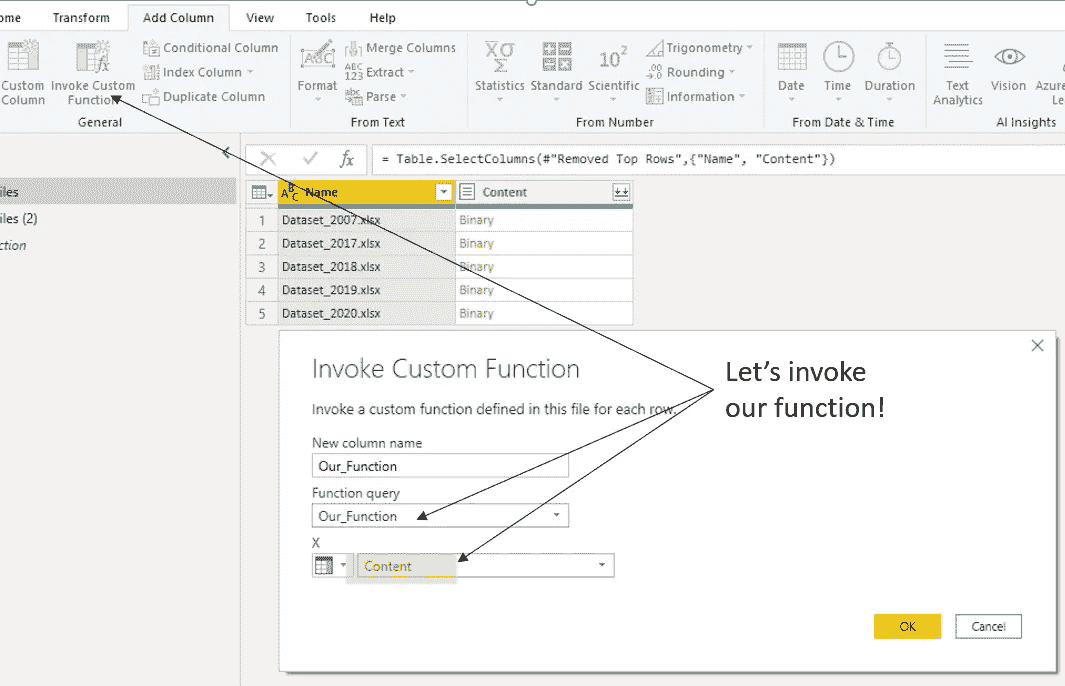 ome Transform Add Column View Tools Help
Conditional Column Merge Columns Trigonometry
Index Column Extract Rounding
Duplicate Column Parse Information
Custom Column Invoke Custom Function Format Statistics Standard Scientific Date Time Duration Text Analytics Vision Azure
General From Text From Number From Date & Time AI Insights
= Table.SelectColumns(#"Removed Top Rows",{"Name", "Content"})
iles
iles (2)
ction
Name Content
1 Dataset_2007.xlsx Binary
2 Dataset_2017.xlsx Binary
3 Dataset_2018.xlsx Binary
4 Dataset_2019.xlsx Binary
5 Dataset_2020.xlsx Binary
Invoke Custom Function
Invoke a custom function defined in this file for each row.
New column name
Our_Function
Function query
Our_Function
X
Content
OK Cancel
Let’s invoke
our function!